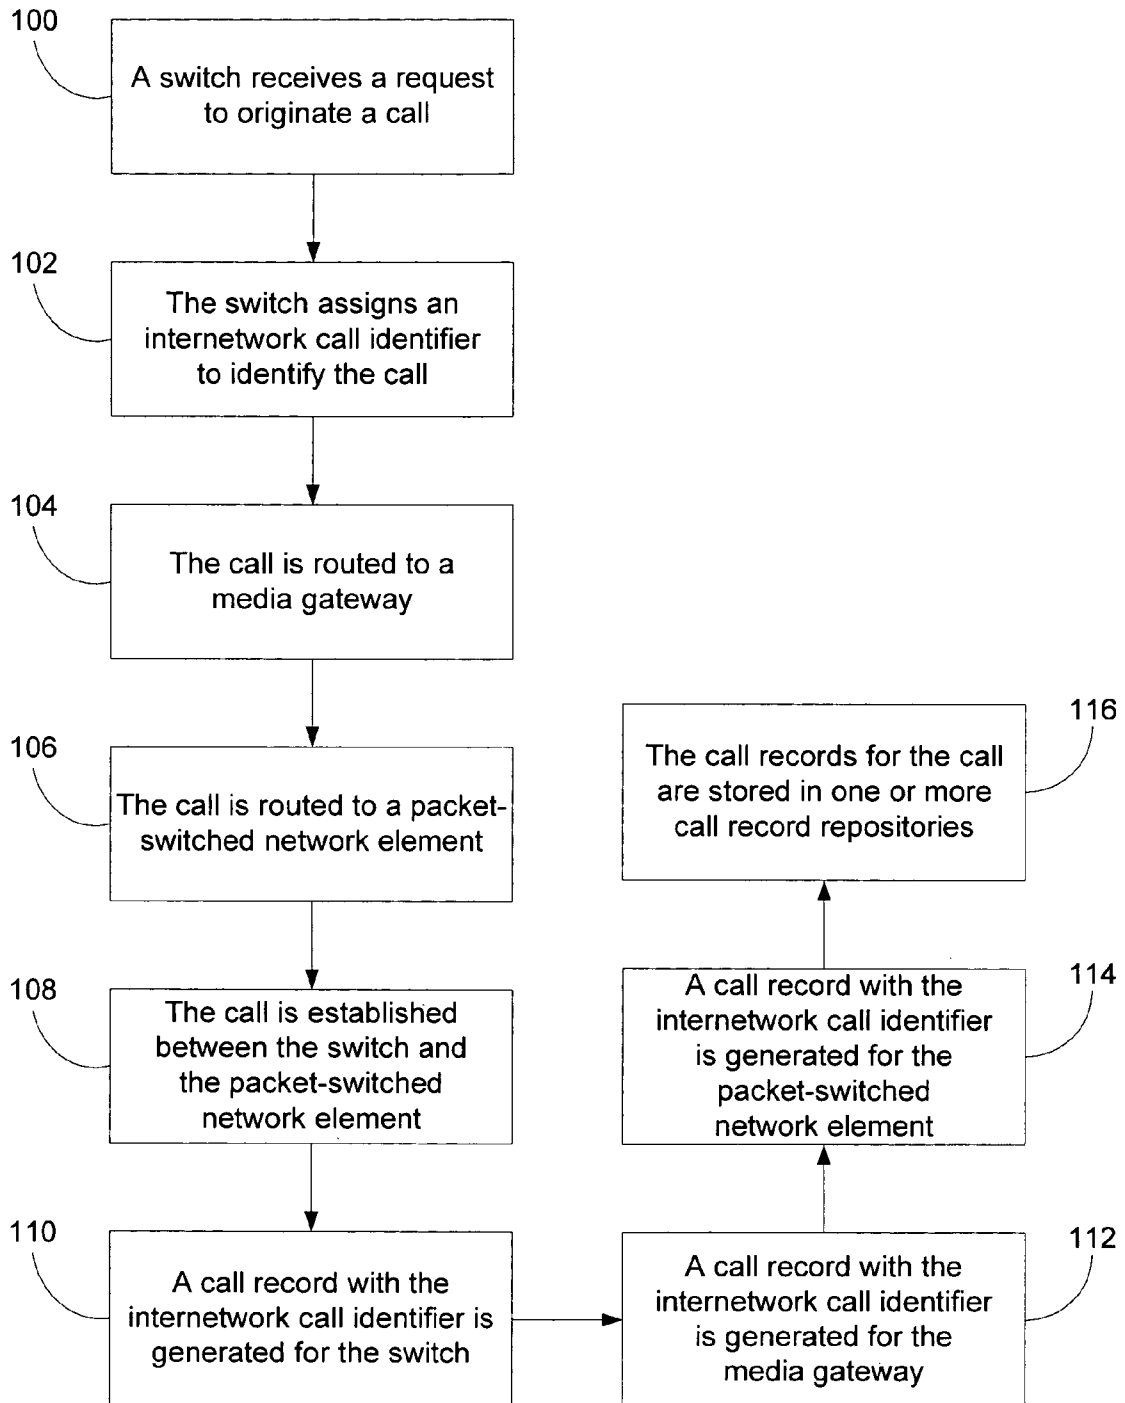 100
A switch receives a request
to originate a call
102
The switch assigns an
internetwork call identifier
to identify the call
104
The call is routed to a
media gateway
106
The call is routed to a packet-
switched network element
108
The call is established
between the switch and
the packet-switched
network element
110
A call record with the
internetwork call identifier is
generated for the switch
112
A call record with the
internetwork call identifier
is generated for the
media gateway
114
A call record with the
internetwork call identifier
is generated for the
packet-switched
network element
116
The call records for the call
are stored in one or more
call record repositories